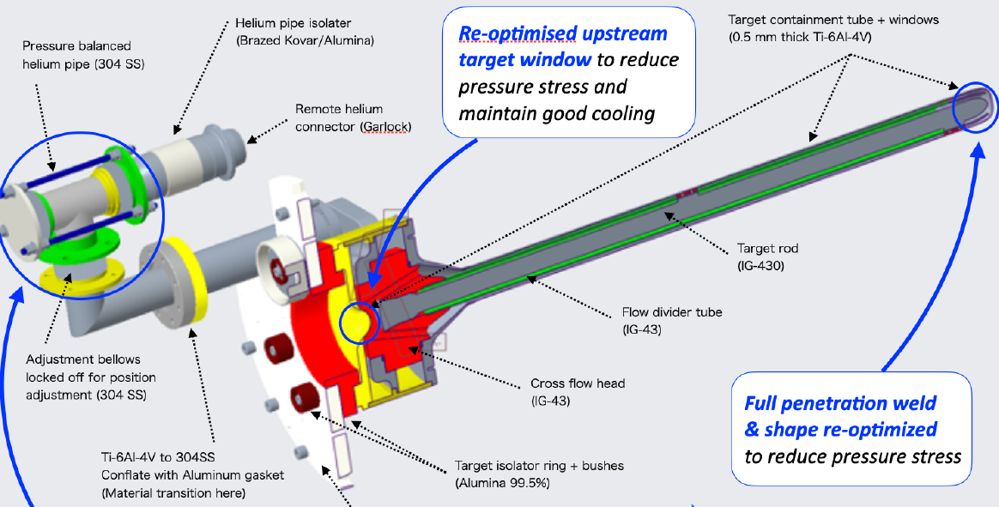 Helium pipe isolater
(Brazed Kovar/Alumina)
Pressure balanced
helium pipe (304 SS)
Re-optimised upstream
target window to reduce
pressure stress and
maintain good cooling
Target containment tube + windows
(0.5 mm thick Ti-6Al-4V)
Remote helium
connector (Garlock)
Target rod
(IG-430)
Flow divider tube
(IG-43)
Adjustment bellows
locked off for position
adjustment (304 SS)
Cross flow head
(IG-43)
Full penetration weld
& shape re-optimized
to reduce pressure stress
Ti-6Al-4V to 304SS
Conflate with Aluminum gasket
(Material transition here)
Target isolator ring + bushes
(Alumina 99.5%)